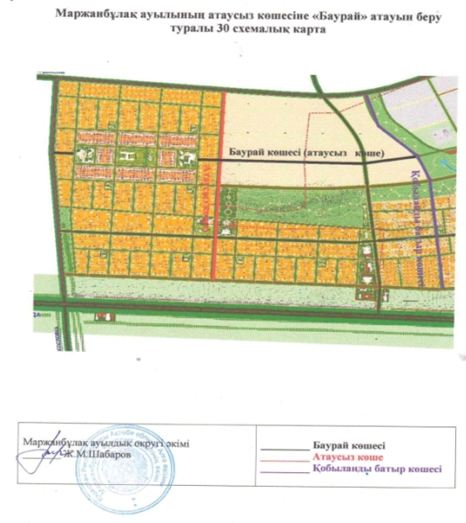 Маржанбұлақ ауылының атаусыз көшесіне «Баурай» атауын беру
туралы 30 схемалық карта
Баурай көшесі (атаусыз көше)
Қобыланды батыр көшесі
Маржанбұлақ ауылдық округі әкімі
Ж.М.Шабаров
Баурай көшесі
Атаусыз көше
Қобыланды батыр көшесі